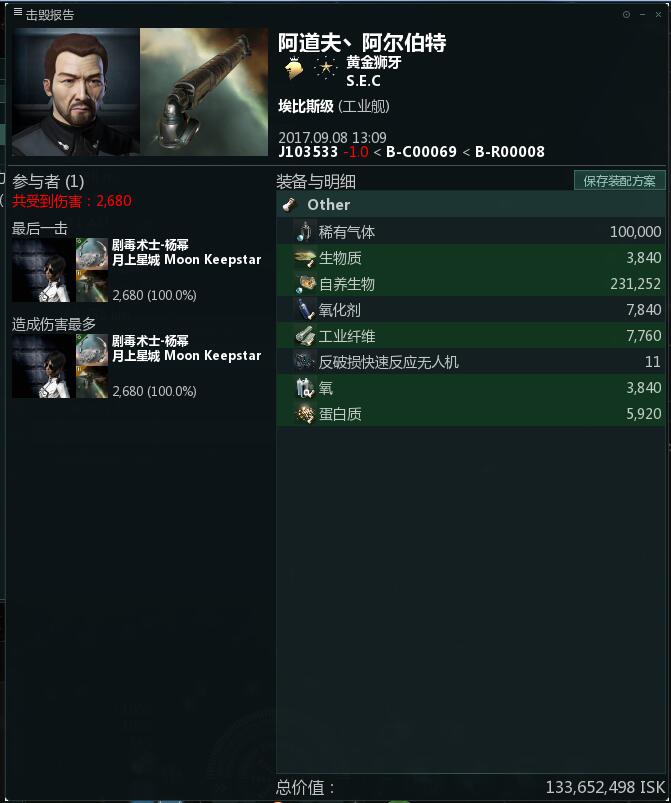 击毁报告
阿道夫丶阿尔伯特
黄金狮牙
S.E.C
埃比斯级 (工业舰)
2017.09.08 13:09
J103533 -1.0 < B-C00069 < B-R00008
参与者 (1)
共受到伤害：2,680
最后一击
剧毒术士-杨幂
月上星城 Moon Keepstar
2,680 (100.0%)
造成伤害最多
剧毒术士-杨幂
月上星城 Moon Keepstar
2,680 (100.0%)
装备与明细
保存装配方案
Other
稀有气体 100,000
生物质 3,840
自养生物 231,252
氧化剂 7,840
工业纤维 7,760
反破损快速反应无人机 11
氧 3,840
蛋白质 5,920
总价值： 133,652,498 ISK